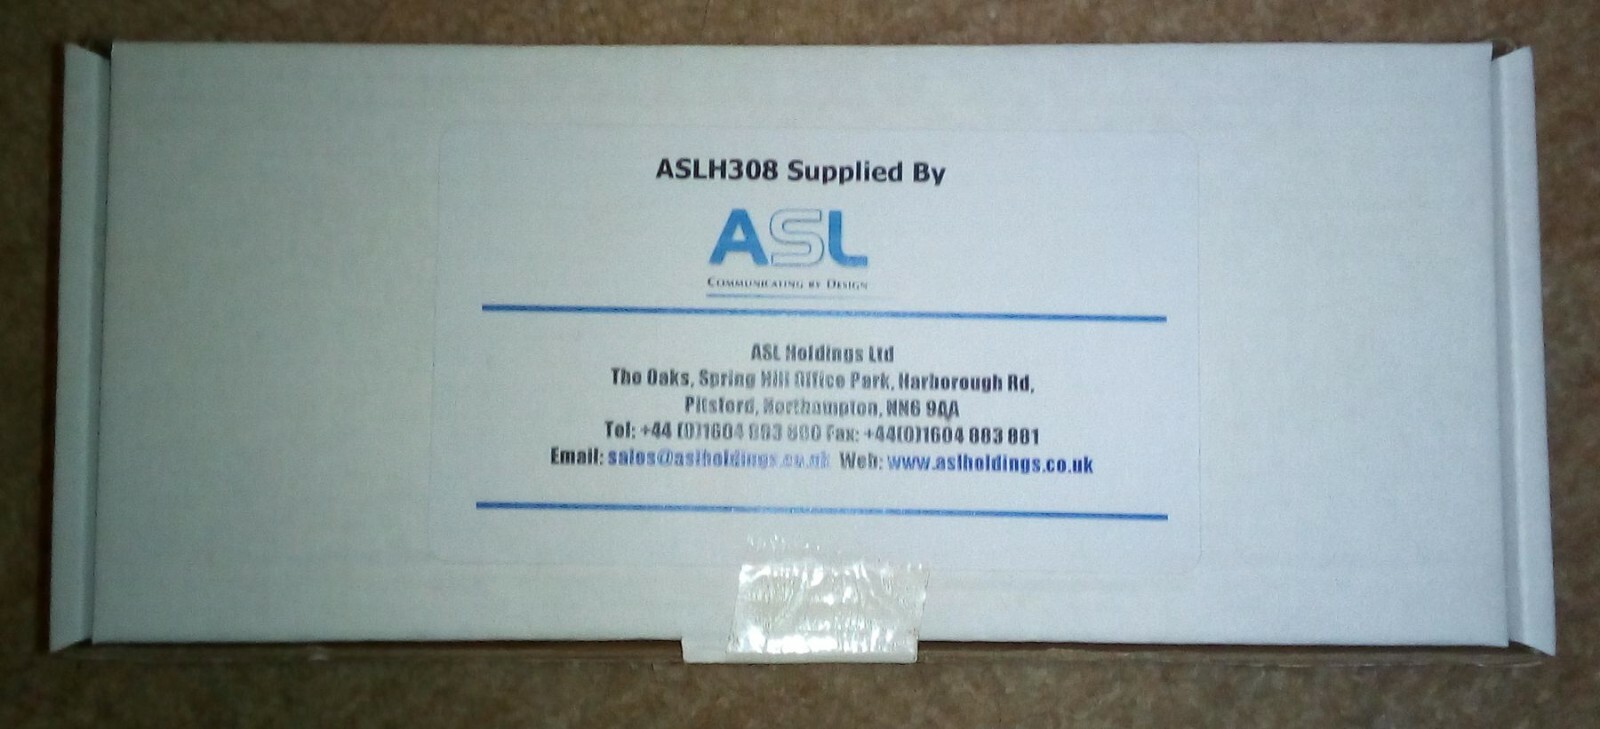 ASLH308 Supplied By
ASL
COMMUNICATING BY DESIGN
ASL Holdings Ltd
The Oaks, Spring Hill Office Park, Harborough Rd,
Pitsford, Northampton, NN6 9AA
Tel: +44 (0)1604 883 880 Fax: +44(0)1604 883 881
Email: sales@aslholdings.co.uk Web: www.aslholdings.co.uk